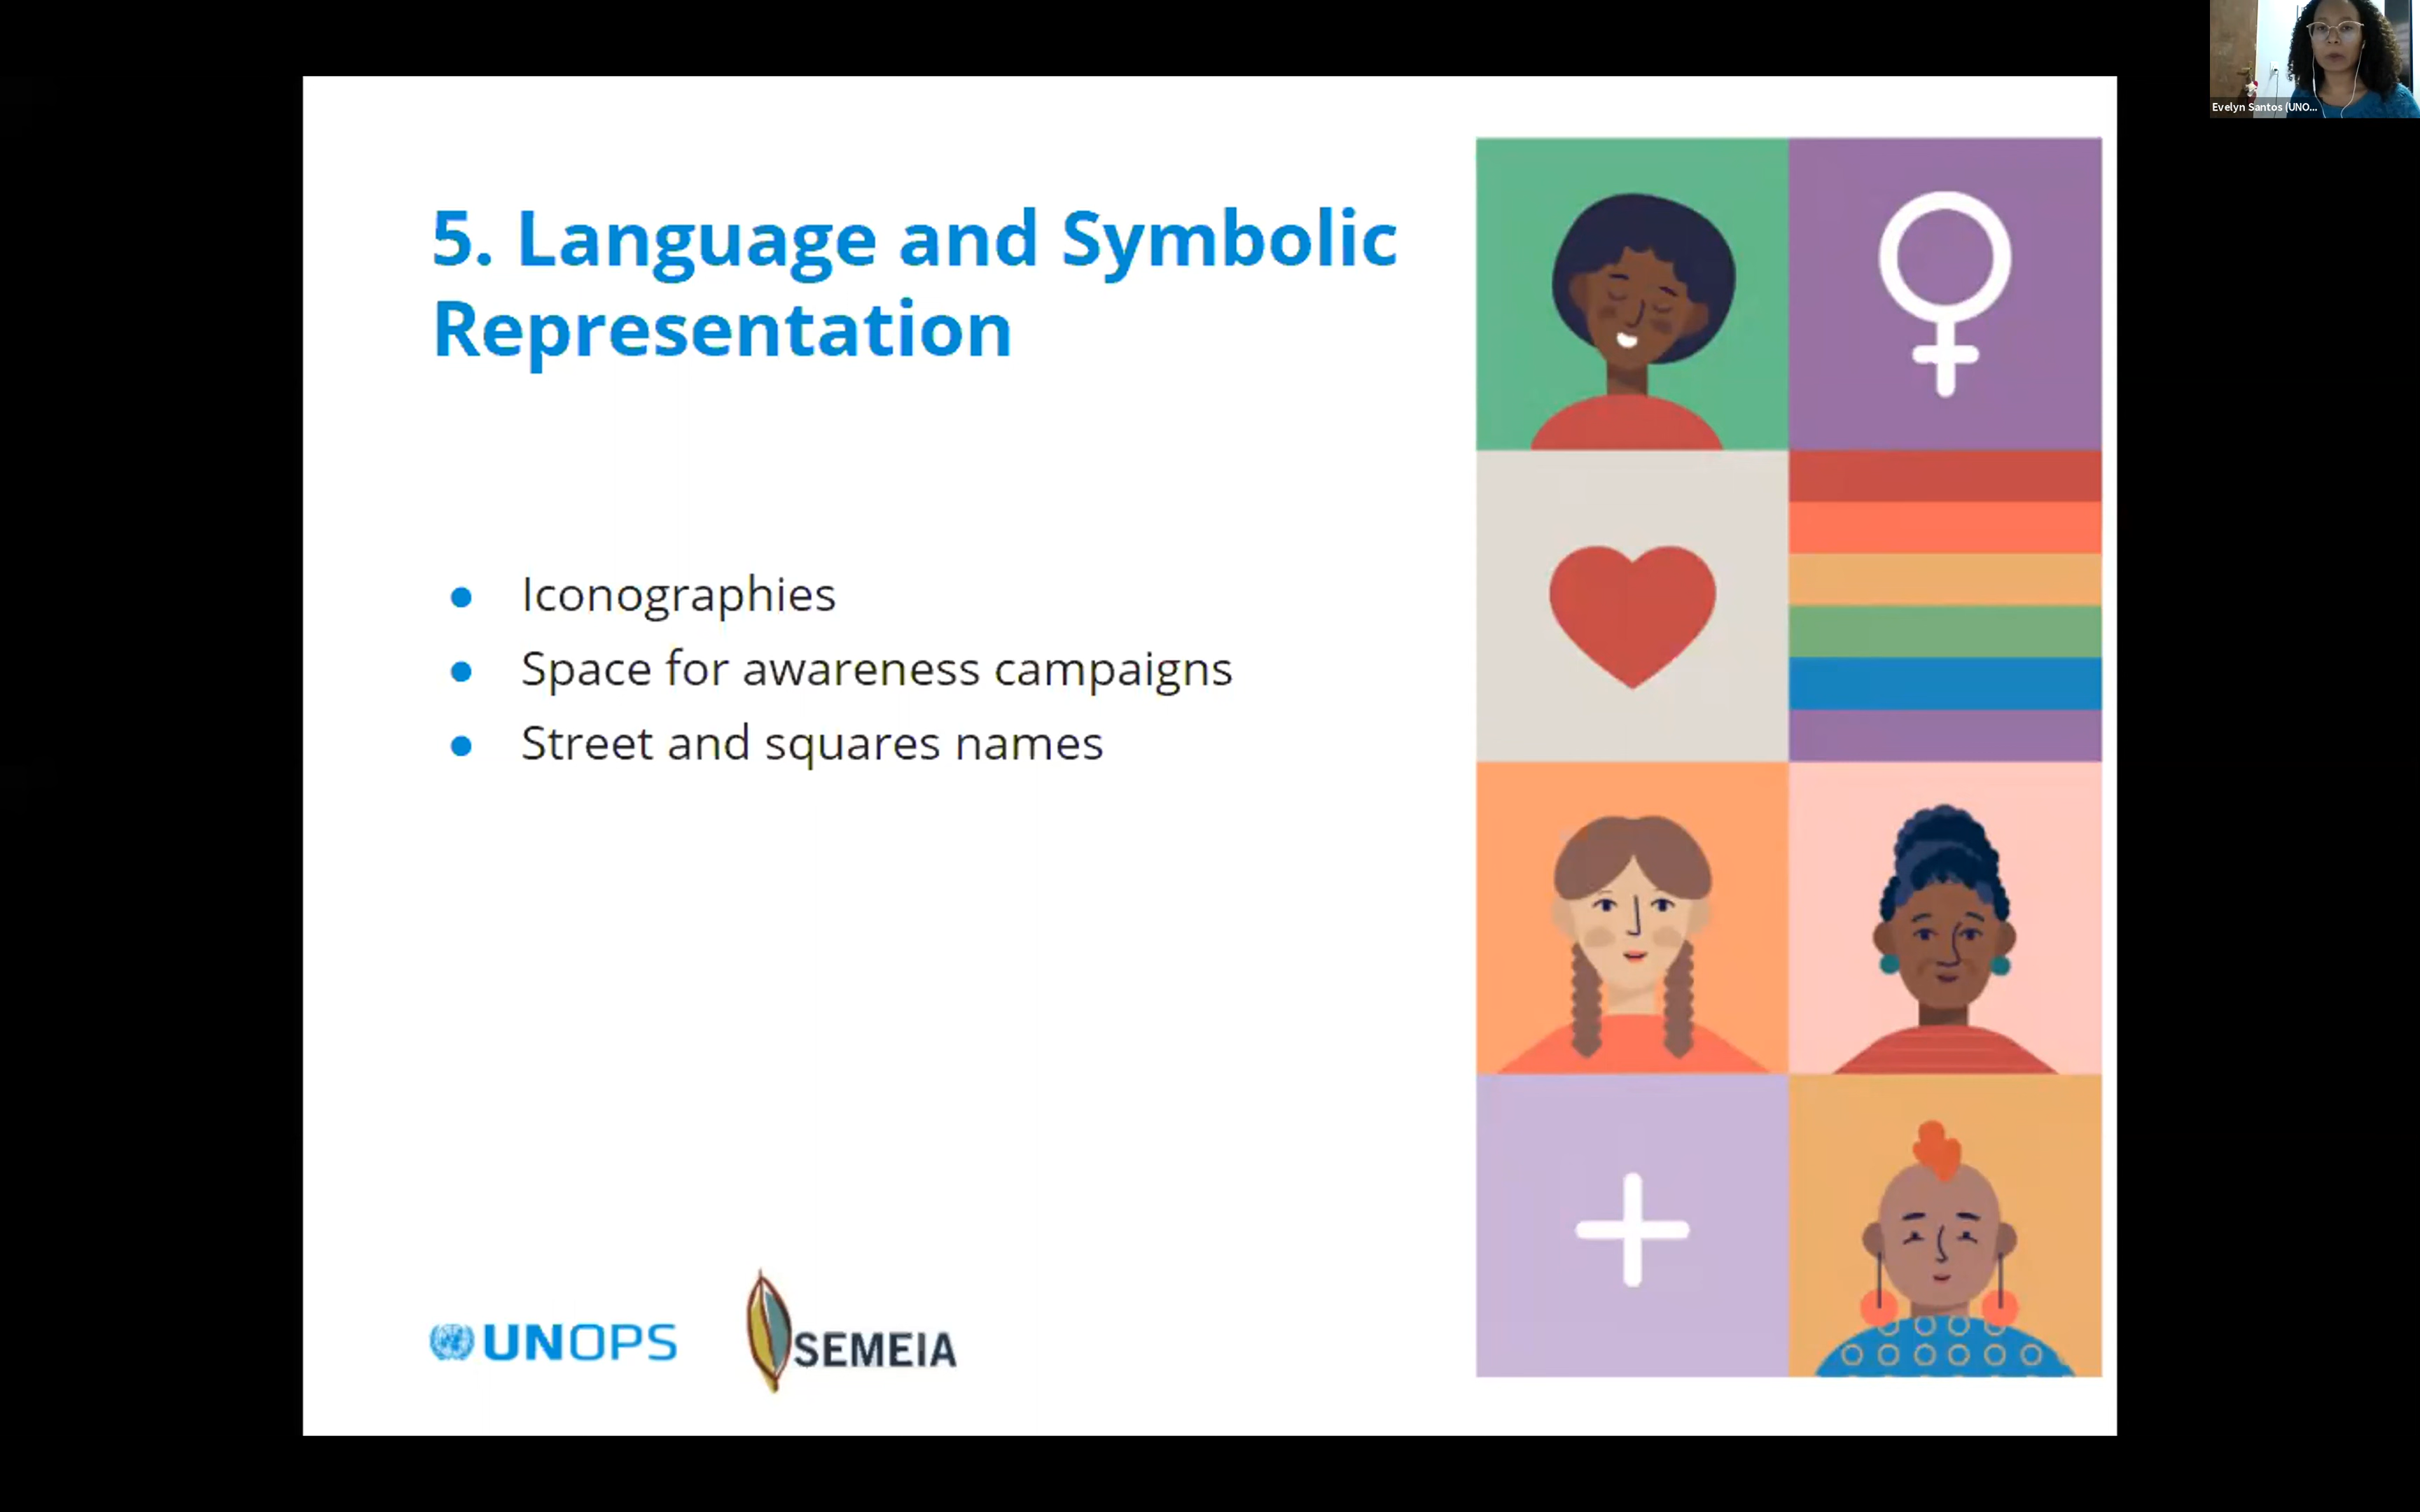 Evelyn Santos (UNO...
5. Language and Symbolic
Representation
● Iconographies
● Space for awareness campaigns
● Street and squares names
UNOPS
SEMEIA